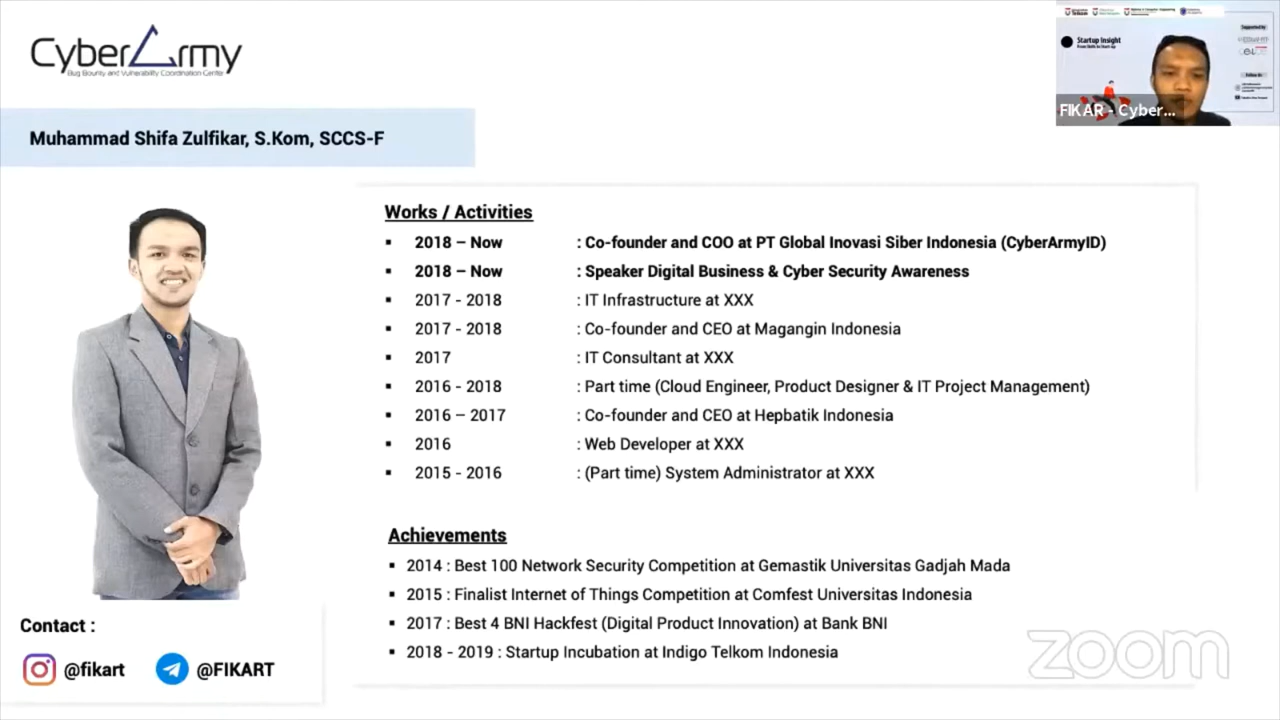 CyberArmy
Bug Bounty and Vulnerability Coordination Center
Muhammad Shifa Zulfikar, S.Kom, SCCS-F
Startup Insight
Supported by
Follow Us
FIKAR - Cyber...
Works / Activities
▪ 2018 – Now : Co-founder and COO at PT Global Inovasi Siber Indonesia (CyberArmyID)
▪ 2018 – Now : Speaker Digital Business & Cyber Security Awareness
▪ 2017 - 2018 : IT Infrastructure at XXX
▪ 2017 - 2018 : Co-founder and CEO at Magangin Indonesia
▪ 2017 : IT Consultant at XXX
▪ 2016 - 2018 : Part time (Cloud Engineer, Product Designer & IT Project Management)
▪ 2016 – 2017 : Co-founder and CEO at Hepbatik Indonesia
▪ 2016 : Web Developer at XXX
▪ 2015 - 2016 : (Part time) System Administrator at XXX
Achievements
▪ 2014 : Best 100 Network Security Competition at Gemastik Universitas Gadjah Mada
▪ 2015 : Finalist Internet of Things Competition at Comfest Universitas Indonesia
▪ 2017 : Best 4 BNI Hackfest (Digital Product Innovation) at Bank BNI
▪ 2018 - 2019 : Startup Incubation at Indigo Telkom Indonesia
Contact :
@fikart @FIKART
zoom